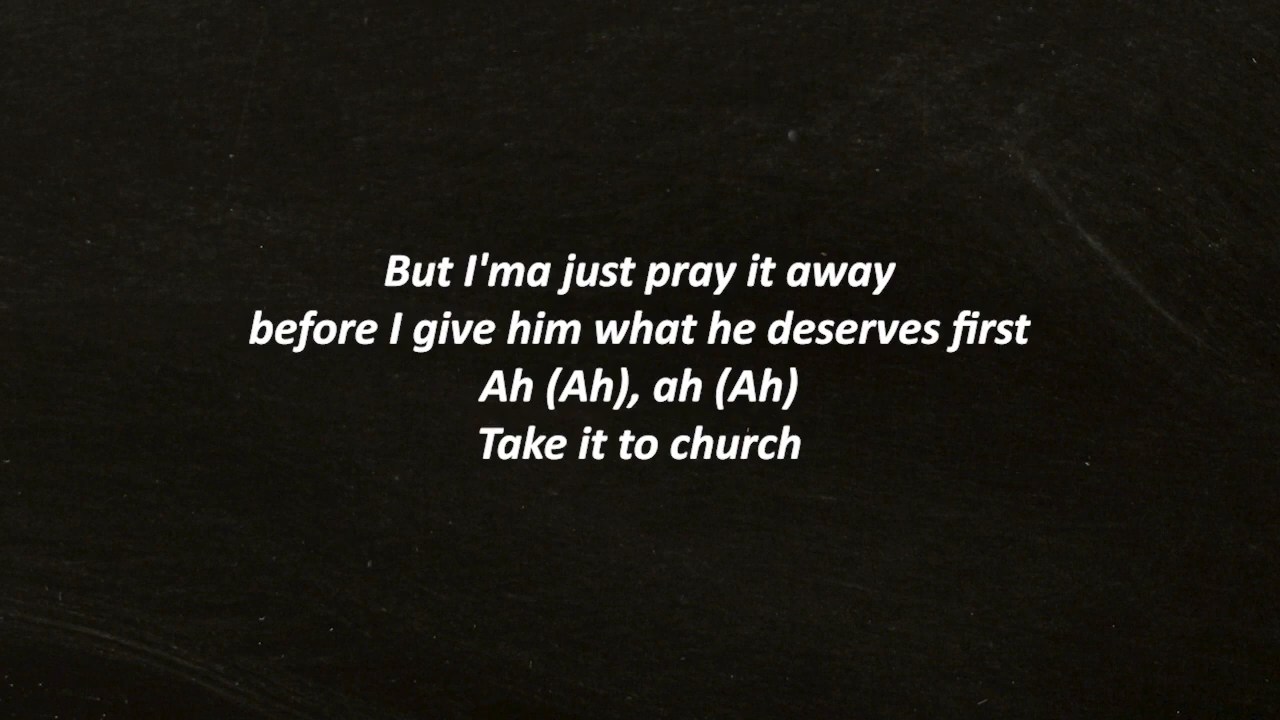 But I'ma just pray it away
before I give him what he deserves first
Ah (Ah), ah (Ah)
Take it to church